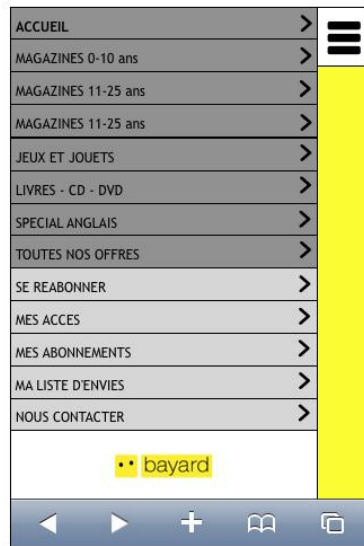 ACCUEIL
MAGAZINES 0-10 ans
MAGAZINES 11-25 ans
MAGAZINES 11-25 ans
JEUX ET JOUETS
LIVRES - CD - DVD
SPECIAL ANGLAIS
TOUTES NOS OFFRES
SE REABONNER
MES ACCES
MES ABONNEMENTS
MA LISTE D'ENVIES
NOUS CONTACTER
bayard